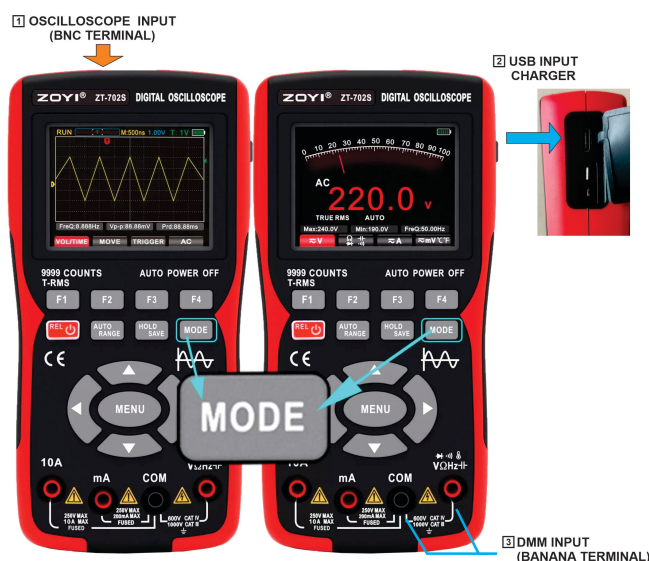 1 OSCILLOSCOPE INPUT
(BNC TERMINAL)
2 USB INPUT
CHARGER
ZOYI® ZT-702S DIGITAL OSCILLOSCOPE
RUN M:500ns 1.00V T: 1V
FreQ:8.888Hz Vp-p:88.88mV Prd:88.88ms
VOL/TIME MOVE TRIGGER AC
9999 COUNTS AUTO POWER OFF
T-RMS
F1 F2 F3 F4
REL AUTO RANGE HOLD SAVE MODE
CE
MENU
10A
mA COM VΩHz
250V MAX
10A MAX
FUSED
250V MAX
200mA MAX
FUSED
600V CAT IV
1000V CAT III
ZOYI® ZT-702S DIGITAL OSCILLOSCOPE
0 10 20 30 40 50 60 70 80 90 100
AC
220.0 V
TRUE RMS AUTO
Max:240.0V Min:190.0V FreQ:50.00Hz
V Ω A mV°C°F
9999 COUNTS AUTO POWER OFF
T-RMS
F1 F2 F3 F4
REL AUTO RANGE HOLD SAVE MODE
CE
MENU
MODE
10A
mA COM VΩHz
250V MAX
10A MAX
FUSED
250V MAX
200mA MAX
FUSED
600V CAT IV
1000V CAT III
3 DMM INPUT
(BANANA TERMINAL)